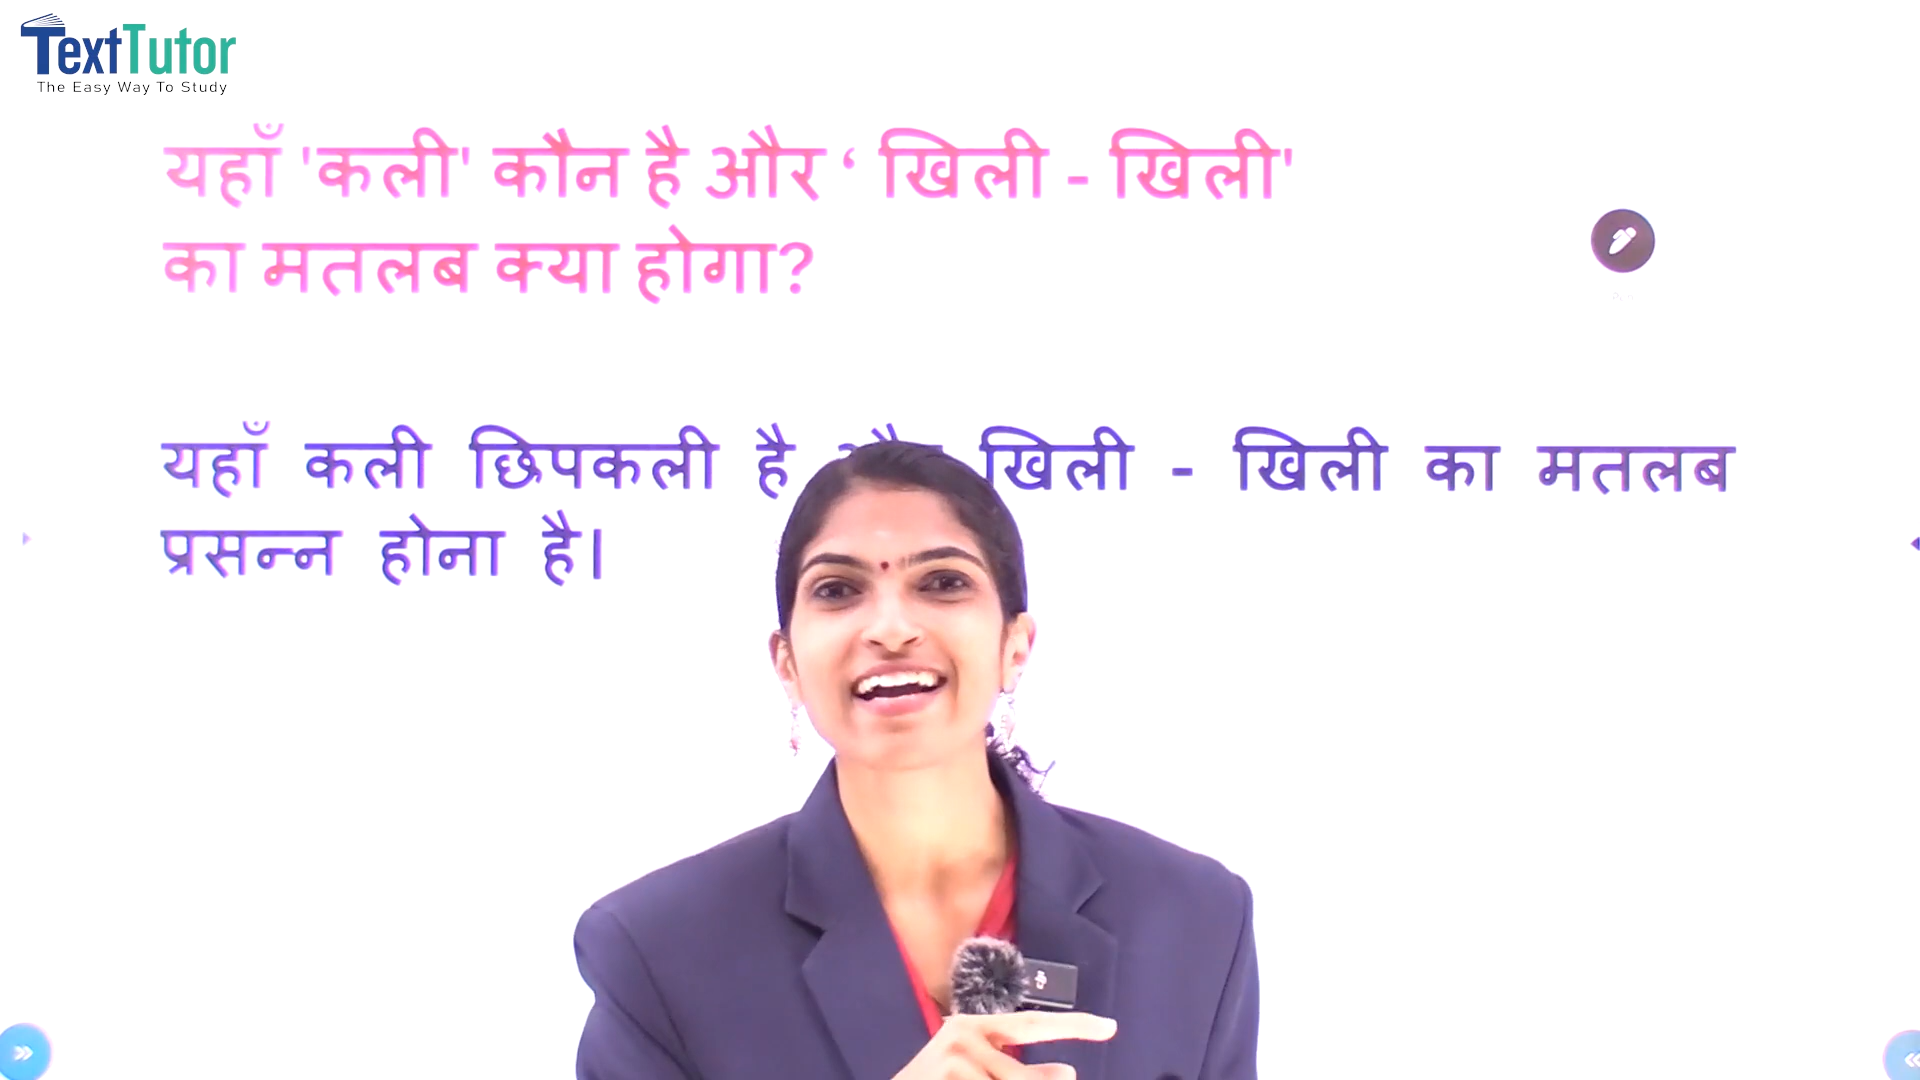 TextTutor
The Easy Way To Study
यहाँ 'कली' कौन है और ‘ खिली - खिली'
का मतलब क्या होगा?
यहाँ कली छिपकली है खिली - खिली का मतलब
प्रसन्न होना है।